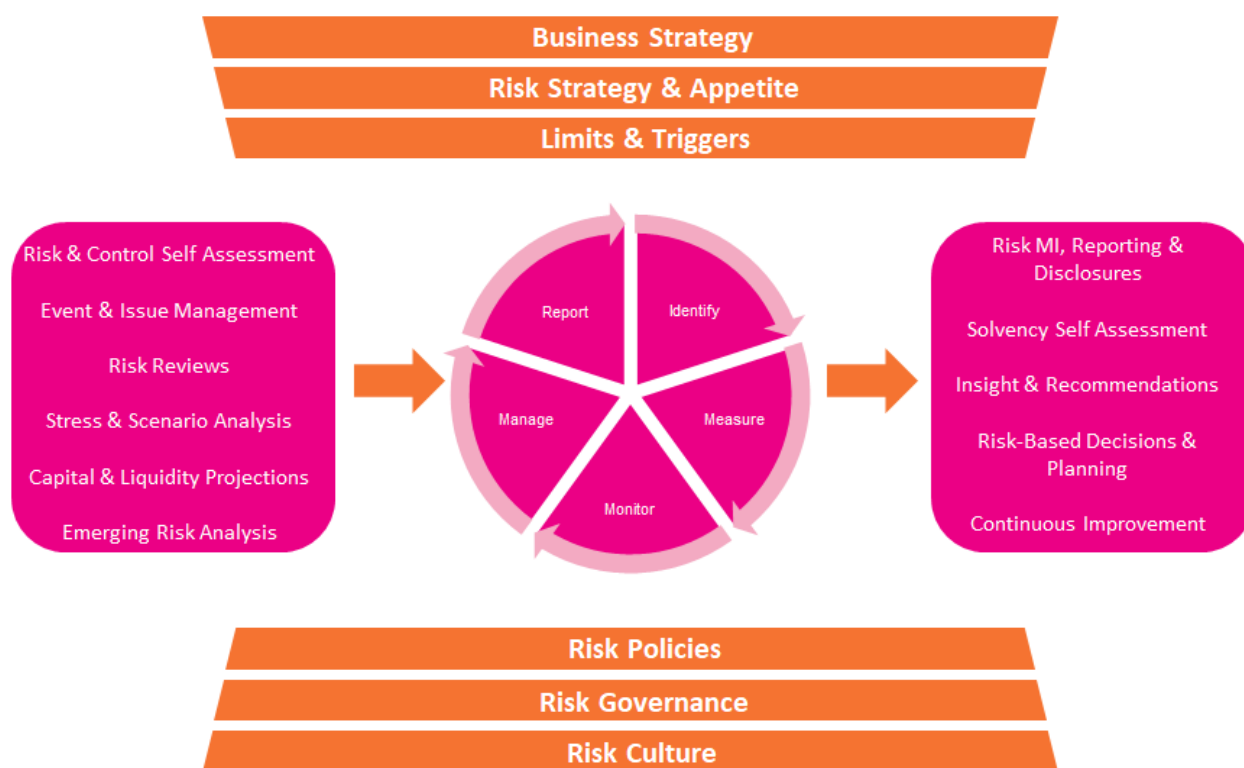 Business Strategy
Risk Strategy & Appetite
Limits & Triggers
Risk & Control Self Assessment
Event & Issue Management
Risk Reviews
Stress & Scenario Analysis
Capital & Liquidity Projections
Emerging Risk Analysis
Report
Identify
Manage
Measure
Monitor
Risk MI, Reporting &
Disclosures
Solvency Self Assessment
Insight & Recommendations
Risk-Based Decisions &
Planning
Continuous Improvement
Risk Policies
Risk Governance
Risk Culture